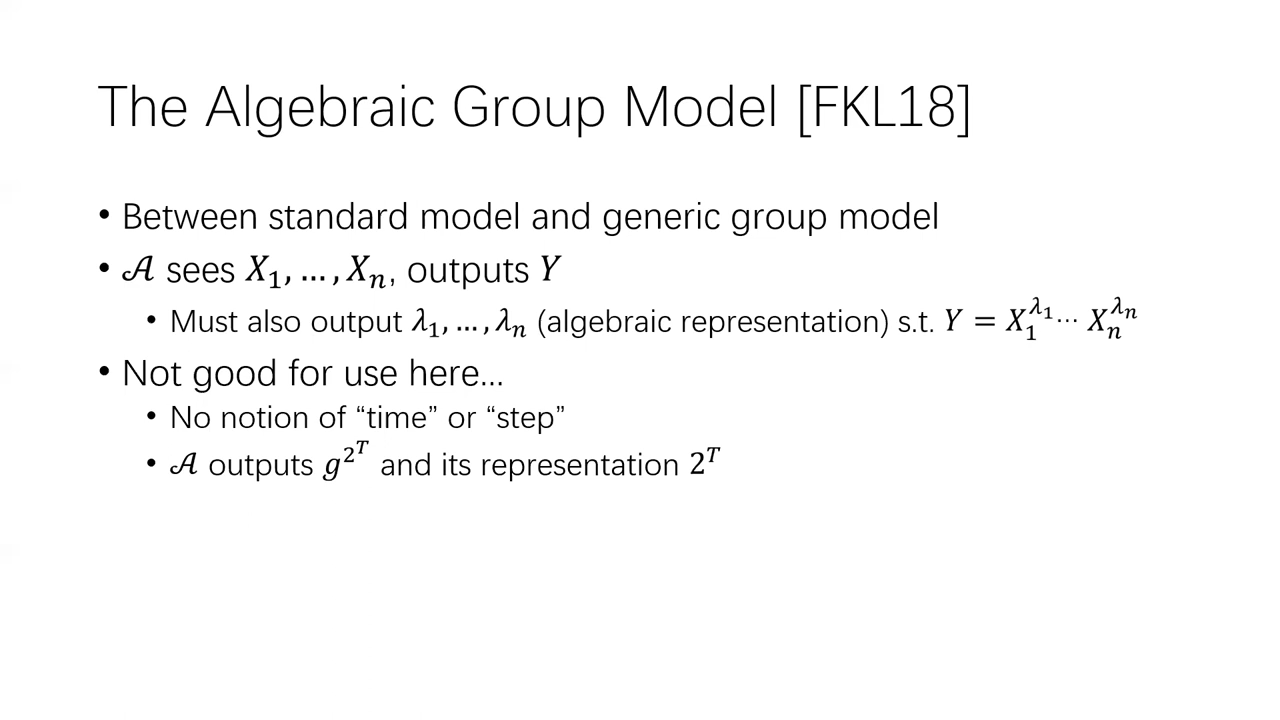 The Algebraic Group Model [FKL18]
• Between standard model and generic group model
• 𝒜 sees 𝑋₁, … , 𝑋ₙ, outputs 𝑌
• Must also output 𝜆₁, … , 𝜆ₙ (algebraic representation) s.t. 𝑌 = 𝑋₁^{𝜆₁} ⋯ 𝑋ₙ^{𝜆ₙ}
• Not good for use here…
• No notion of “time” or “step”
• 𝒜 outputs 𝑔^{2^𝑇} and its representation 2^𝑇